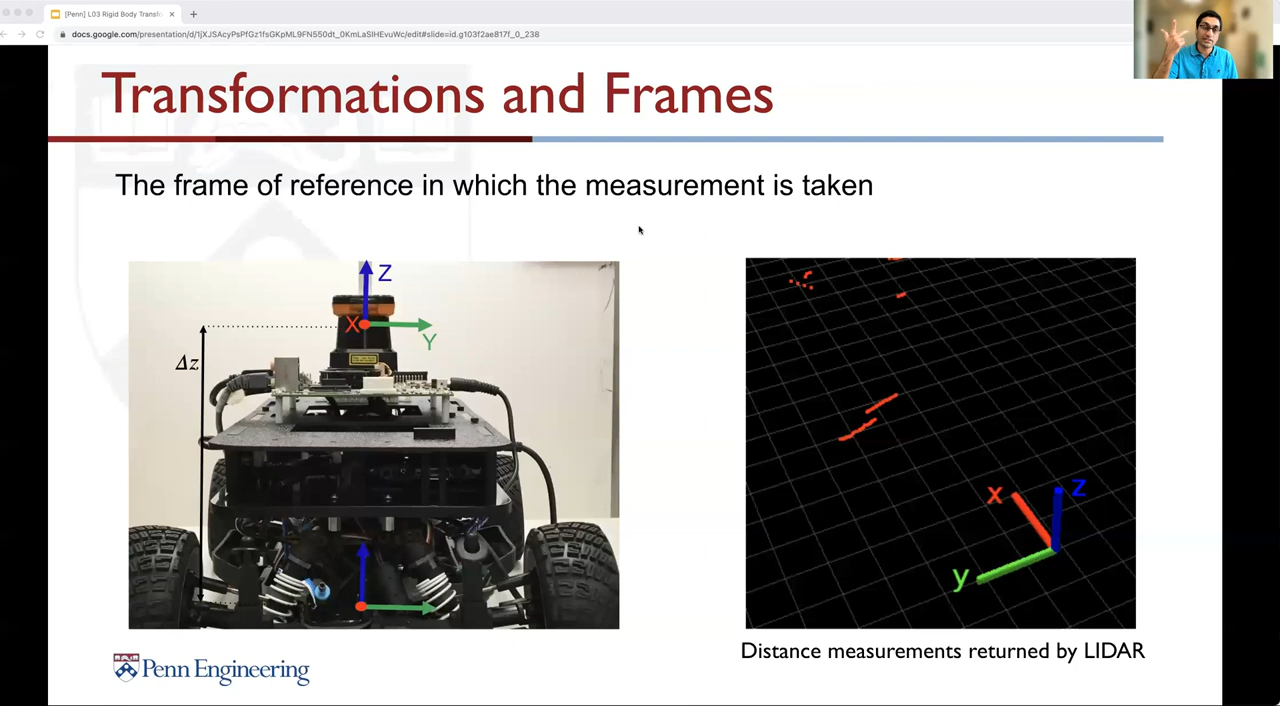 [Penn] L03 Rigid Body Transfo
docs.google.com/presentation/d/1jXJSAcyPsPfGz1fsGKpML9FN550dt_0KmLaSIHEvuWc/edit#slide=id.g103f2ae817f_0_238
Transformations and Frames
The frame of reference in which the measurement is taken
Z
X
Y
Δz
x
z
y
Distance measurements returned by LIDAR
Penn Engineering